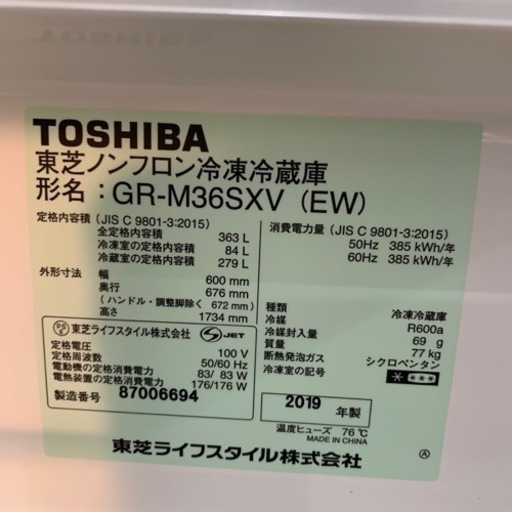 TOSHIBA
東芝ノンフロン冷凍冷蔵庫
形名：GR-M36SXV（EW）
定格内容積（JIS C 9801-3:2015）
全定格内容積 363 L
冷凍室の定格内容積 84 L
冷蔵室の定格内容積 279 L
外形寸法 幅 600 mm
奥行 676 mm
（ハンドル・調整脚除く 672 mm）
高さ 1734 mm
消費電力量（JIS C 9801-3:2015）
50Hz 385 kWh/年
60Hz 385 kWh/年
種類 冷凍冷蔵庫
冷媒 R600a
冷媒封入量 69 g
質量 77 kg
断熱発泡ガス シクロペンタン
冷凍室の記号 * ***
PSE 東芝ライフスタイル株式会社 S JET
定格電圧 100 V
定格周波数 50/60 Hz
電動機の定格消費電力 83/ 83 W
電熱装置の定格消費電力 176/176 W
製造番号 87006694
2019 年製
温度ヒューズ 76℃
MADE IN CHINA
東芝ライフスタイル株式会社
Ⓐ